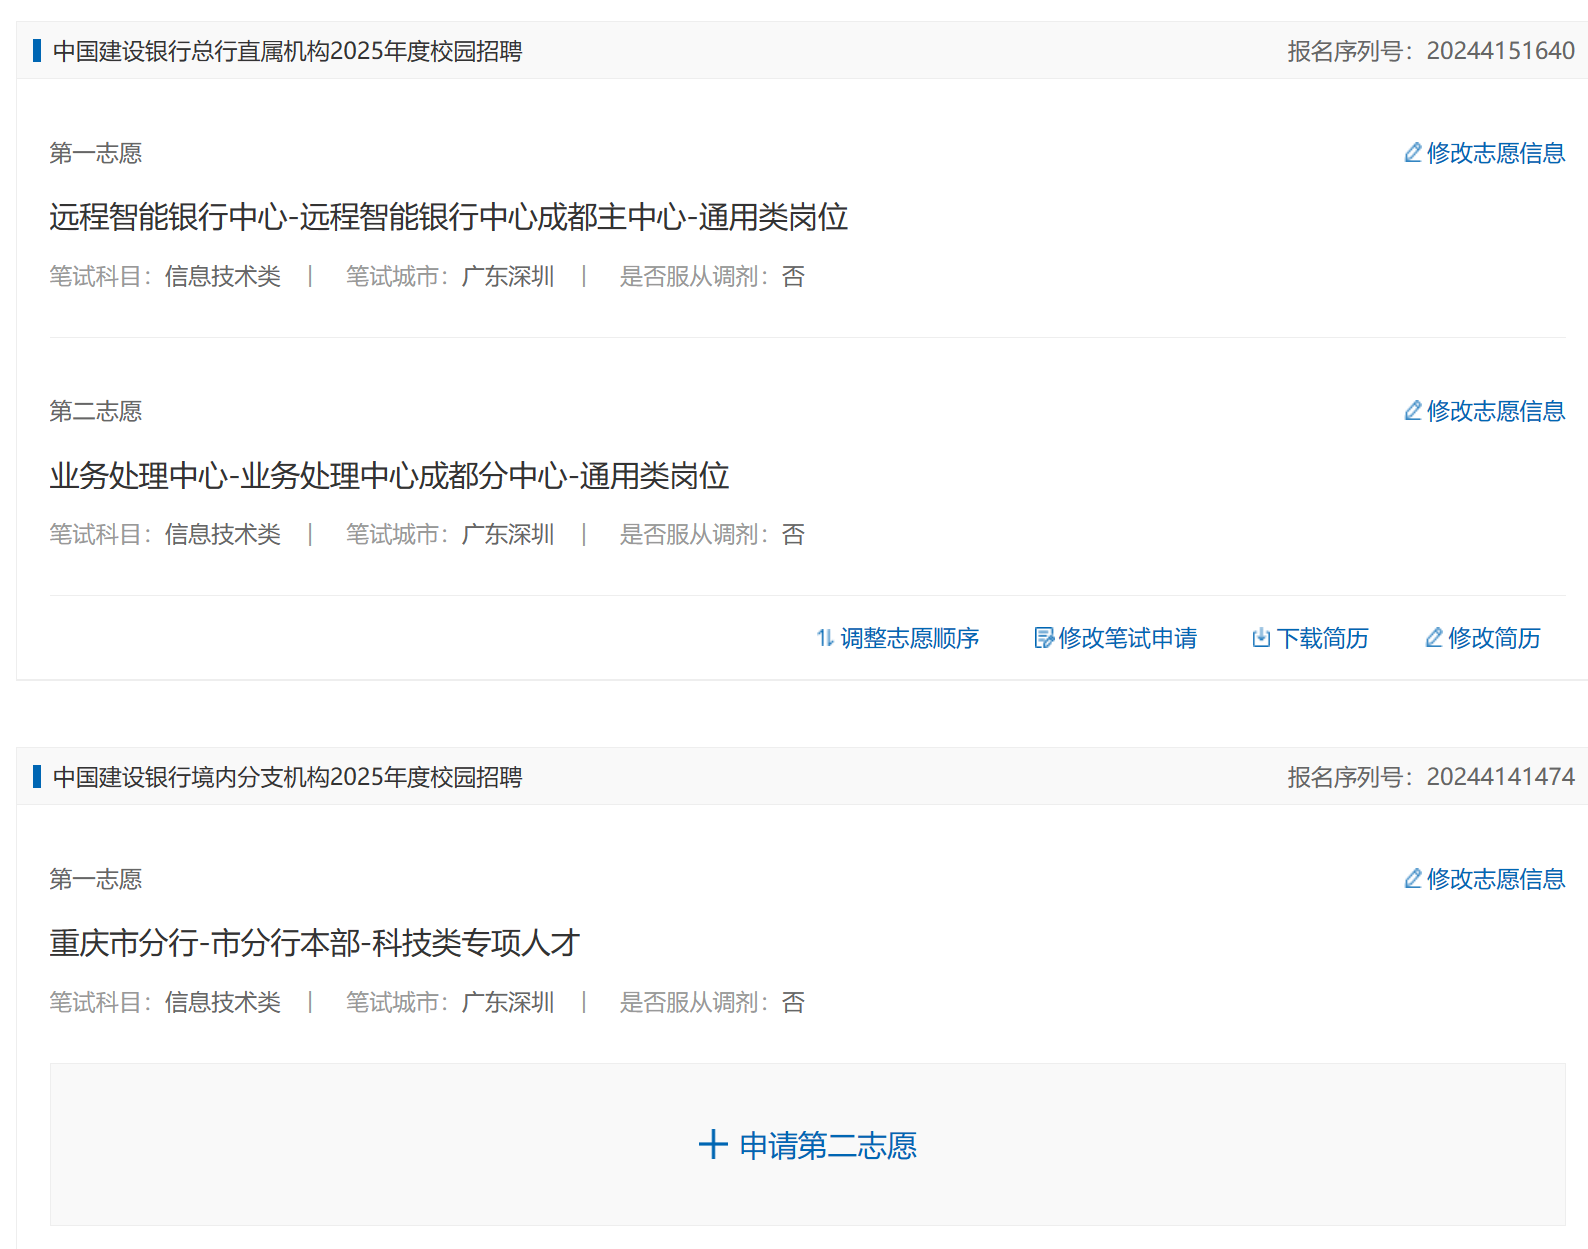 中国建设银行总行直属机构2025年度校园招聘 报名序列号：20244151640
第一志愿 修改志愿信息
远程智能银行中心-远程智能银行中心成都主中心-通用类岗位
笔试科目：信息技术类 | 笔试城市：广东深圳 | 是否服从调剂：否
第二志愿 修改志愿信息
业务处理中心-业务处理中心成都分中心-通用类岗位
笔试科目：信息技术类 | 笔试城市：广东深圳 | 是否服从调剂：否
调整志愿顺序 修改笔试申请 下载简历 修改简历
中国建设银行境内分支机构2025年度校园招聘 报名序列号：20244141474
第一志愿 修改志愿信息
重庆市分行-市分行本部-科技类专项人才
笔试科目：信息技术类 | 笔试城市：广东深圳 | 是否服从调剂：否
申请第二志愿